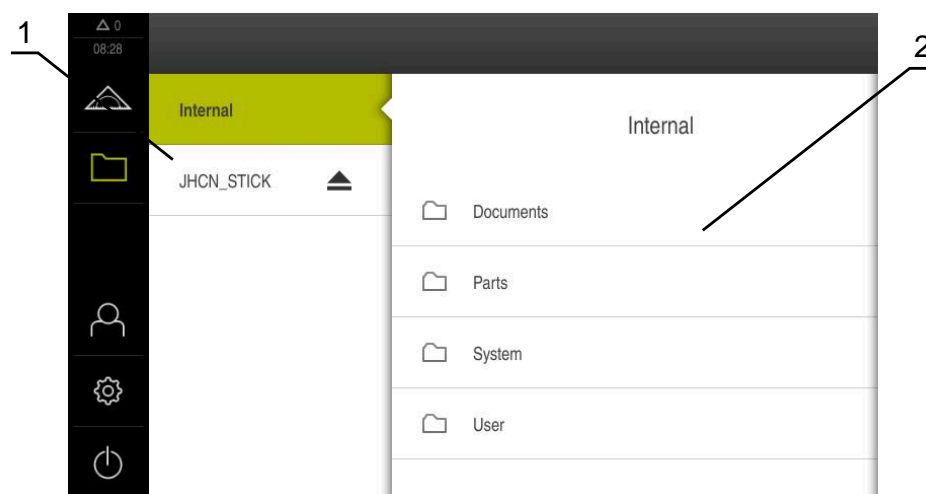 1
2
0
08:28
Internal
JHCN_STICK
Internal
Documents
Parts
System
User